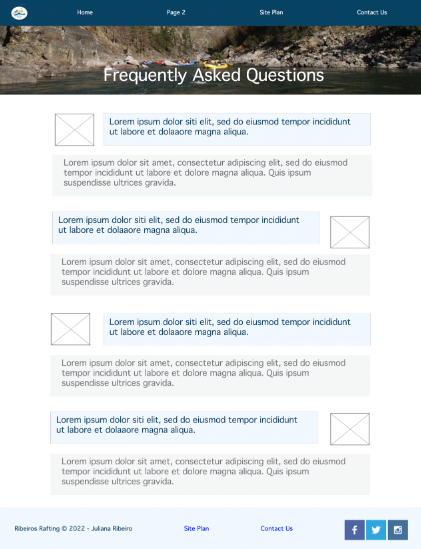 Home Page 2 Site Plan Contact Us
Frequently Asked Questions
Lorem ipsum dolor siti elit, sed do eiusmod tempor incididunt
ut labore et dolaaore magna aliqua.
Lorem ipsum dolor sit amet, consectetur adipiscing elit, sed do eiusmod
tempor incididunt ut labore et dolore magna aliqua. Quis ipsum
suspendisse ultrices gravida.
Lorem ipsum dolor siti elit, sed do eiusmod tempor incididunt
ut labore et dolaaore magna aliqua.
Lorem ipsum dolor sit amet, consectetur adipiscing elit, sed do eiusmod
tempor incididunt ut labore et dolore magna aliqua. Quis ipsum
suspendisse ultrices gravida.
Lorem ipsum dolor siti elit, sed do eiusmod tempor incididunt
ut labore et dolaaore magna aliqua.
Lorem ipsum dolor sit amet, consectetur adipiscing elit, sed do eiusmod
tempor incididunt ut labore et dolore magna aliqua. Quis ipsum
suspendisse ultrices gravida.
Lorem ipsum dolor siti elit, sed do eiusmod tempor incididunt
ut labore et dolaaore magna aliqua.
Lorem ipsum dolor sit amet, consectetur adipiscing elit, sed do eiusmod
tempor incididunt ut labore et dolore magna aliqua. Quis ipsum
suspendisse ultrices gravida.
Ribeiros Rafting © 2022 - Juliana Ribeiro Site Plan Contact Us